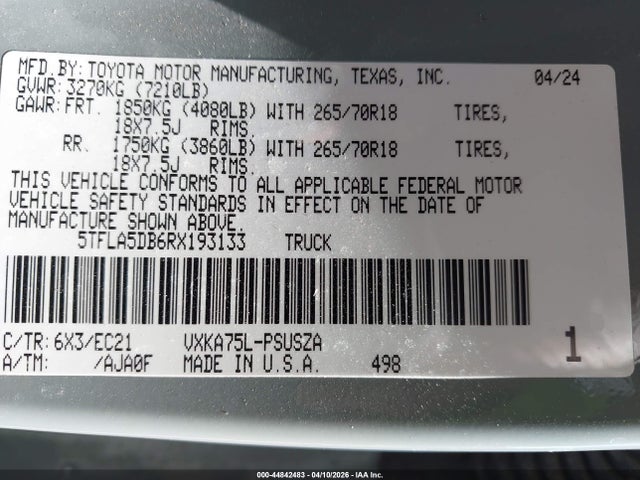 MFD.BY:TOYOTA MOTOR MANUFACTURING, TEXAS, INC. 04/24
GVWR:3270KG (7210LB)
GAWR:FRT. 1850KG (4080LB) WITH 265/70R18 TIRES,
18X7.5J RIMS.
RR. 1750KG (3860LB) WITH 265/70R18 TIRES,
18X7.5J RIMS.
THIS VEHICLE CONFORMS TO ALL APPLICABLE FEDERAL MOTOR
VEHICLE SAFETY STANDARDS IN EFFECT ON THE DATE OF
MANUFACTURE SHOWN ABOVE.
5TFLA5DB6RX193133 TRUCK
C/TR:6X3/EC21 VXKA75L-PSUSZA 1
A/TM: /AJA0F MADE IN U.S.A. 498
000-44842483 - 04/10/2026 - IAA Inc.